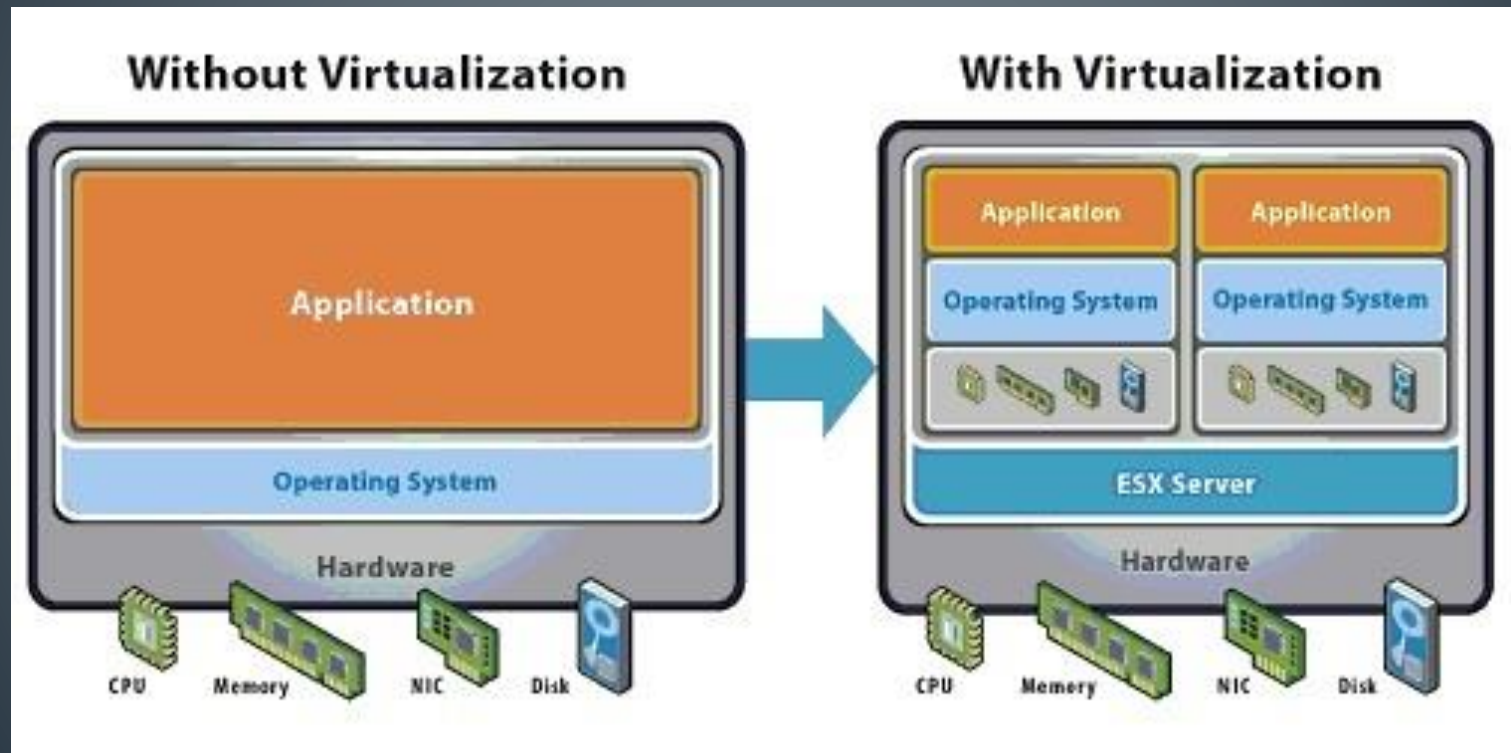 Without Virtualization
Application
Operating System
Hardware
CPU Memory NIC Disk
With Virtualization
Application Application
Operating System Operating System
ESX Server
Hardware
CPU Memory NIC Disk